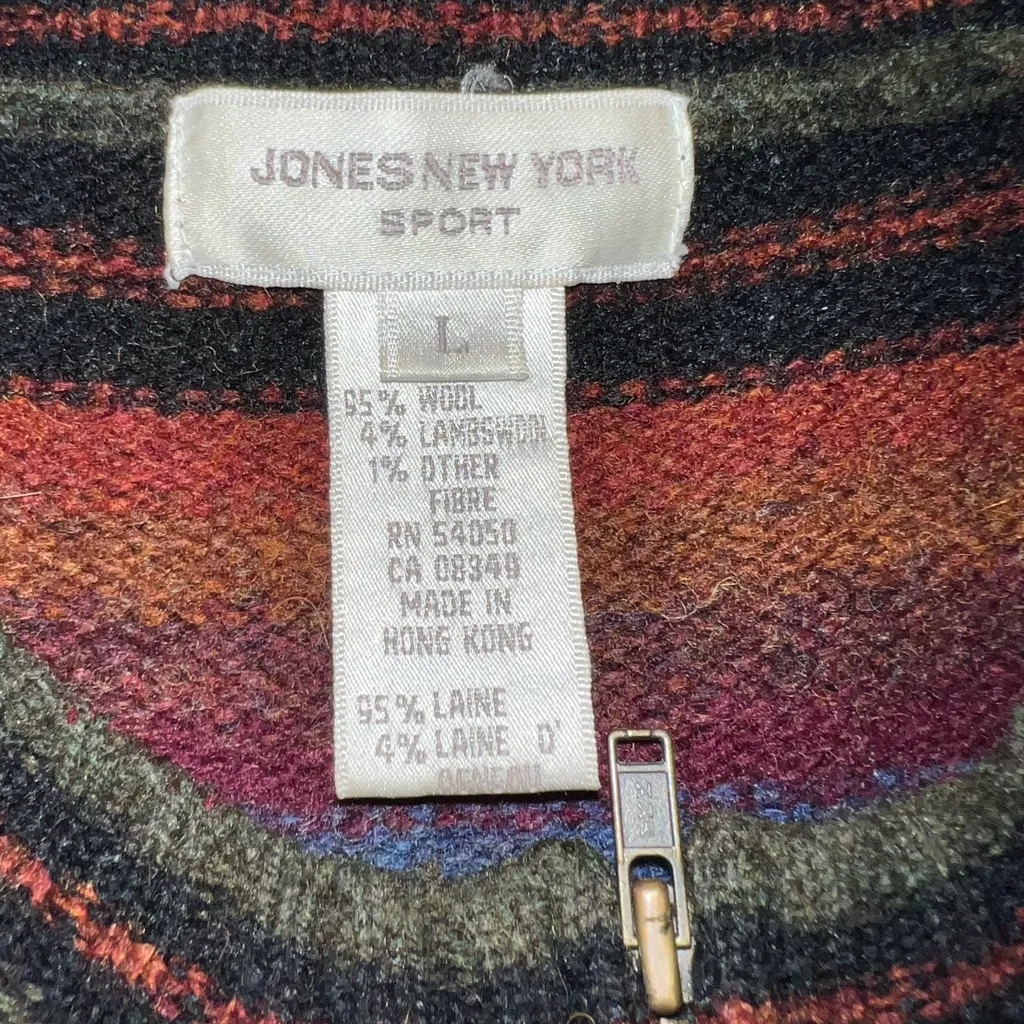 JONES NEW YORK
SPORT
L
95% WOOL
4% LAMBSWOOL
1% OTHER
FIBRE
RN 54050
CA 08349
MADE IN
HONG KONG
95% LAINE
4% LAINE D'
AGNEAU